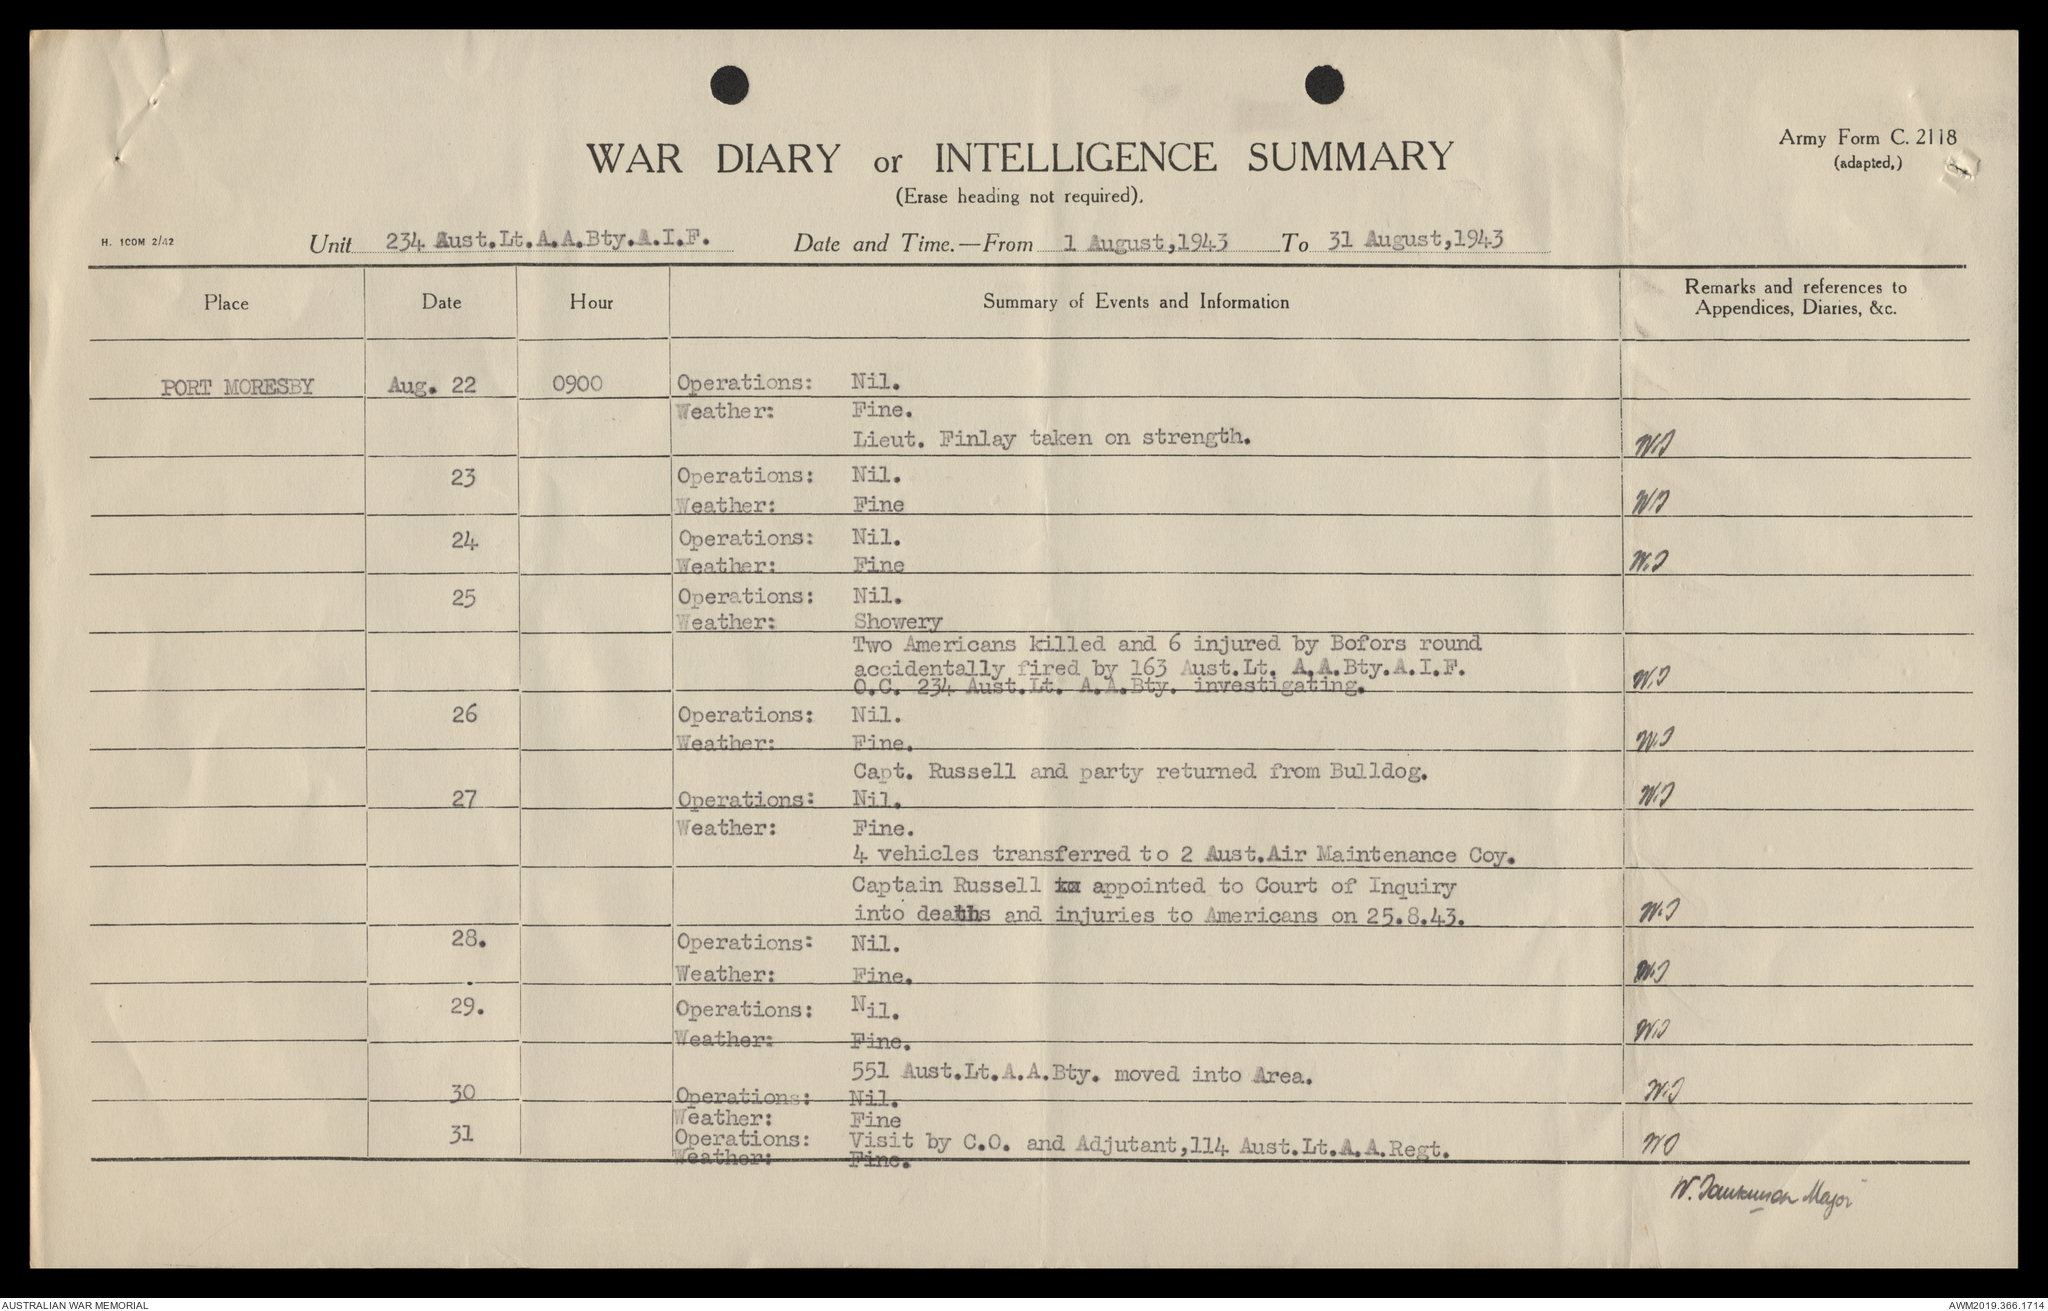 WAR DIARY or INTELLIGENCE SUMMARY
Army Form C. 2118
(adapted.)
(Erase heading not required).
H. 1COM 2/42
Unit 234 Aust.Lt.A.A.Bty.A.I.F. Date and Time.—From 1 August,1943 To 31 August,1943
Place Date Hour Summary of Events and Information Remarks and references to
Appendices, Diaries, &c.
PORT MORESBY Aug. 22 0900 Operations: Nil.
Weather: Fine.
Lieut. Finlay taken on strength. W.T
23 Operations: Nil.
Weather: Fine W.T
24 Operations: Nil.
Weather: Fine W.T
25 Operations: Nil.
Weather: Showery
Two Americans killed and 6 injured by Bofors round
accidentally fired by 163 Aust.Lt. A.A.Bty.A.I.F.
O.C. 234 Aust.Lt. A.A.Bty. investigating. W.T
26 Operations: Nil.
Weather: Fine. W.T
Capt. Russell and party returned from Bulldog.
27 Operations: Nil. W.T
Weather: Fine.
4 vehicles transferred to 2 Aust.Air Maintenance Coy.
Captain Russell appointed to Court of Inquiry
into deaths and injuries to Americans on 25.8.43. W.T
28. Operations: Nil.
Weather: Fine. W.T
29. Operations: Nil.
Weather: Fine. W.T
551 Aust.Lt.A.A.Bty. moved into Area.
30 Operations: Nil. W.T
Weather: Fine
31 Operations: Visit by C.O. and Adjutant,114 Aust.Lt.A.A.Regt. W.T
Weather: Fine.
W. Major
AUSTRALIAN WAR MEMORIAL AWM2019.366.1714